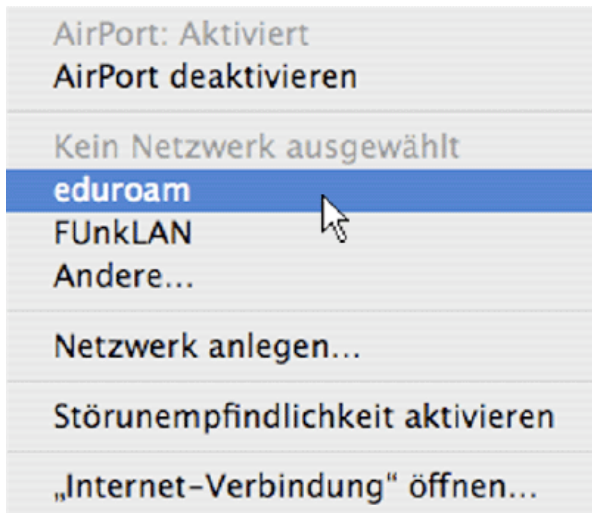 AirPort: Aktiviert
AirPort deaktivieren
Kein Netzwerk ausgewählt
eduroam
FUnkLAN
Andere...
Netzwerk anlegen...
Störunempfindlichkeit aktivieren
„Internet-Verbindung“ öffnen...